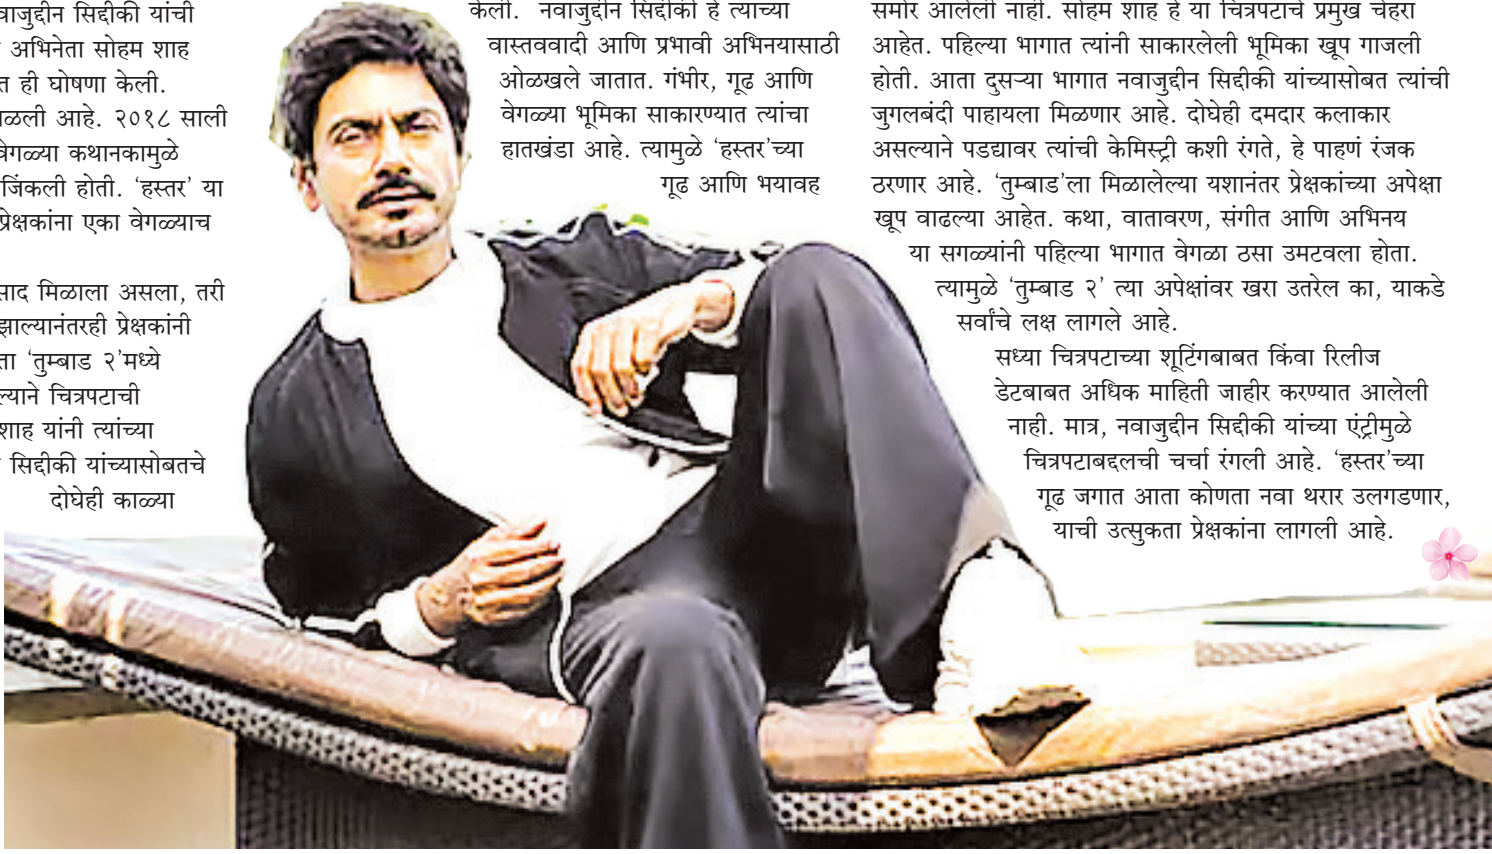 वाजुद्दीन सिद्दीकी यांची
अभिनेता सोहम शाह
त ही घोषणा केली.
ळली आहे. २०१८ साली
वेगळ्या कथानकामुळे
जिंकली होती. ‘हस्तर’ या
प्रेक्षकांना एका वेगळ्याच
साद मिळाला असला, तरी
झाल्यानंतरही प्रेक्षकांनी
ता ‘तुम्बाड २’मध्ये
ल्याने चित्रपटाची
शाह यांनी त्यांच्या
सिद्दीकी यांच्यासोबतचे
दोघेही काळ्या
केली. नवाजुद्दीन सिद्दीकी हे त्यांच्या
वास्तववादी आणि प्रभावी अभिनयासाठी
ओळखले जातात. गंभीर, गूढ आणि
वेगळ्या भूमिका साकारण्यात त्यांचा
हातखंडा आहे. त्यामुळे ‘हस्तर’च्या
गूढ आणि भयावह
समोर आलेली नाही. सोहम शाह हे या चित्रपटाचे प्रमुख चेहरा
आहेत. पहिल्या भागात त्यांनी साकारलेली भूमिका खूप गाजली
होती. आता दुसऱ्या भागात नवाजुद्दीन सिद्दीकी यांच्यासोबत त्यांची
जुगलबंदी पाहायला मिळणार आहे. दोघेही दमदार कलाकार
असल्याने पडद्यावर त्यांची केमिस्ट्री कशी रंगते, हे पाहणं रंजक
ठरणार आहे. ‘तुम्बाड’ला मिळालेल्या यशानंतर प्रेक्षकांच्या अपेक्षा
खूप वाढल्या आहेत. कथा, वातावरण, संगीत आणि अभिनय
या सगळ्यांनी पहिल्या भागात वेगळा ठसा उमटवला होता.
त्यामुळे ‘तुम्बाड २’ त्या अपेक्षांवर खरा उतरेल का, याकडे
सर्वांचे लक्ष लागले आहे.
सध्या चित्रपटाच्या शूटिंगबाबत किंवा रिलीज
डेटबाबत अधिक माहिती जाहीर करण्यात आलेली
नाही. मात्र, नवाजुद्दीन सिद्दीकी यांच्या एंट्रीमुळे
चित्रपटाबद्दलची चर्चा रंगली आहे. ‘हस्तर’च्या
गूढ जगात आता कोणता नवा थरार उलगडणार,
याची उत्सुकता प्रेक्षकांना लागली आहे.